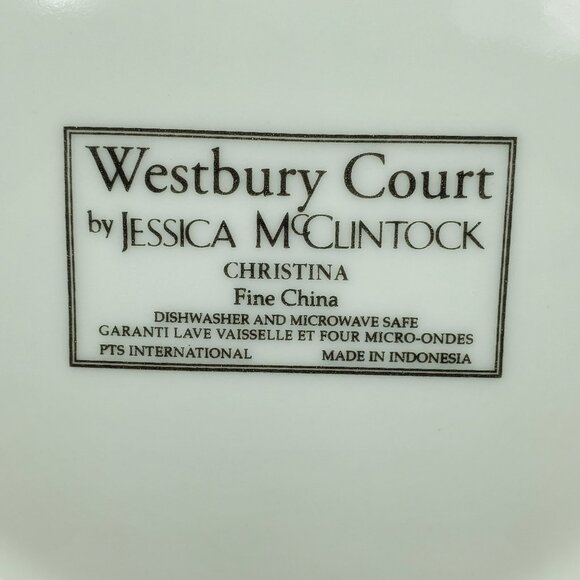 Westbury Court
by JESSICA McCLINTOCK
CHRISTINA
Fine China
DISHWASHER AND MICROWAVE SAFE
GARANTI LAVE VAISSELLE ET FOUR MICRO-ONDES
PTS INTERNATIONAL MADE IN INDONESIA